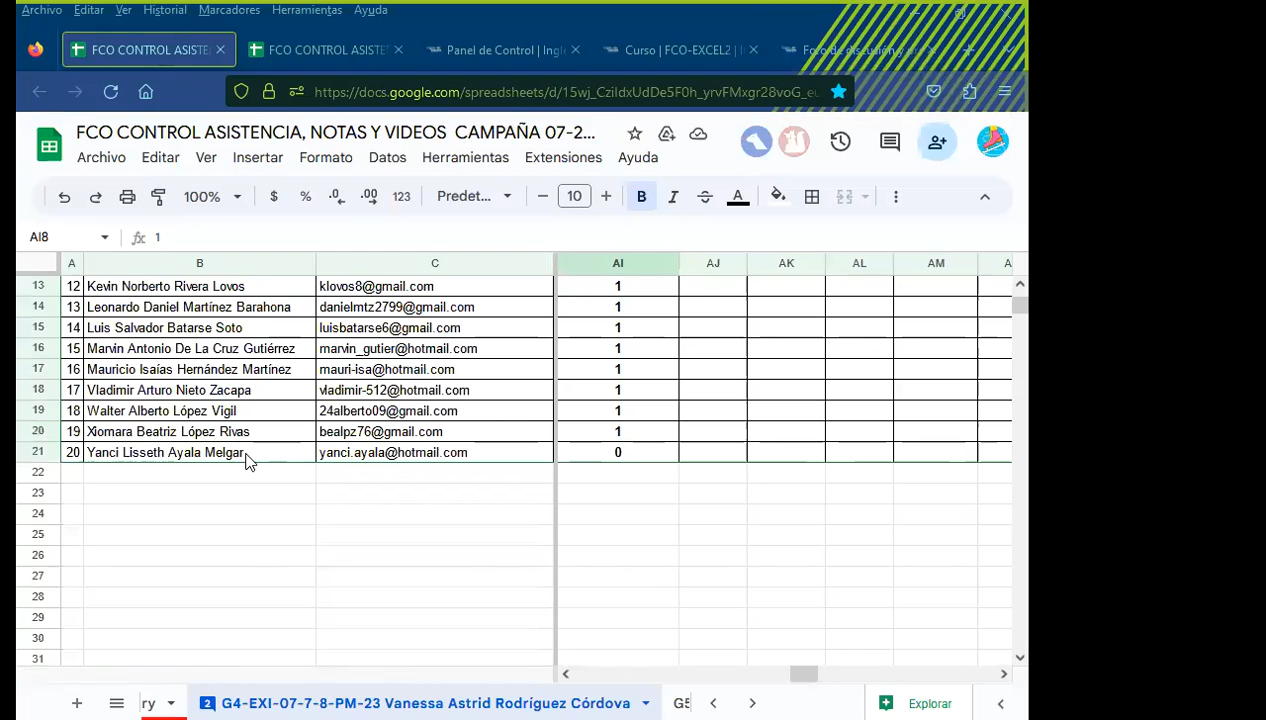 Archivo Editar Ver Historial Marcadores Herramientas Ayuda
FCO CONTROL ASISTE FCO CONTROL ASISTE Panel de Control | Ingl Curso | FCO-EXCEL2 | I
https://docs.google.com/spreadsheets/d/15wj_CziIdxUdDe5F0h_yrvFMxgr28voG_e
FCO CONTROL ASISTENCIA, NOTAS Y VIDEOS CAMPAÑA 07-2...
Archivo Editar Ver Insertar Formato Datos Herramientas Extensiones Ayuda
100% $ % .0 .00 123 Predet... − 10 + B I S A
AI8 fx 1
A B C AI AJ AK AL AM A
13 12 Kevin Norberto Rivera Lovos klovos8@gmail.com 1
14 13 Leonardo Daniel Martínez Barahona danielmtz2799@gmail.com 1
15 14 Luis Salvador Batarse Soto luisbatarse6@gmail.com 1
16 15 Marvin Antonio De La Cruz Gutiérrez marvin_gutier@hotmail.com 1
17 16 Mauricio Isaías Hernández Martínez mauri-isa@hotmail.com 1
18 17 Vladimir Arturo Nieto Zacapa vladimir-512@hotmail.com 1
19 18 Walter Alberto López Vigil 24alberto09@gmail.com 1
20 19 Xiomara Beatriz López Rivas bealpz76@gmail.com 1
21 20 Yanci Lisseth Ayala Melgar yanci.ayala@hotmail.com 0
22
23
24
25
26
27
28
29
30
31
+ ry 2 G4-EXI-07-7-8-PM-23 Vanessa Astrid Rodríguez Córdova G5 Explorar